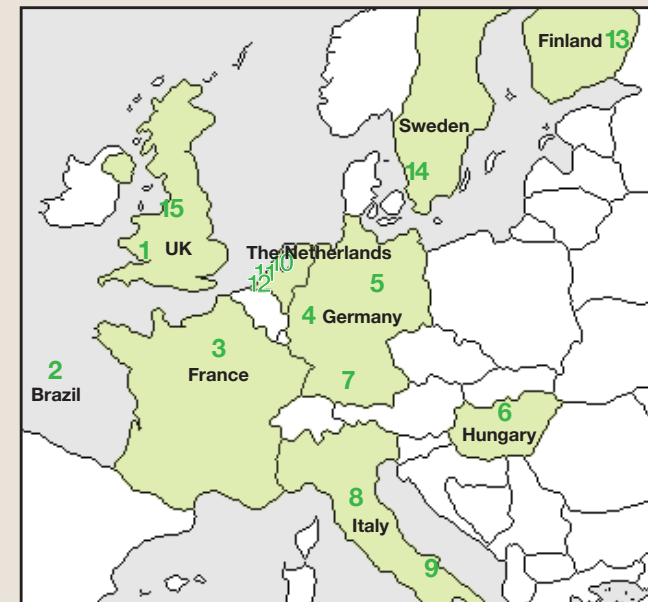 Finland 13
Sweden
14
15
1 UK
The Netherlands
10
11
12
5
4 Germany
3
France
2
Brazil
7
6
Hungary
8
Italy
9